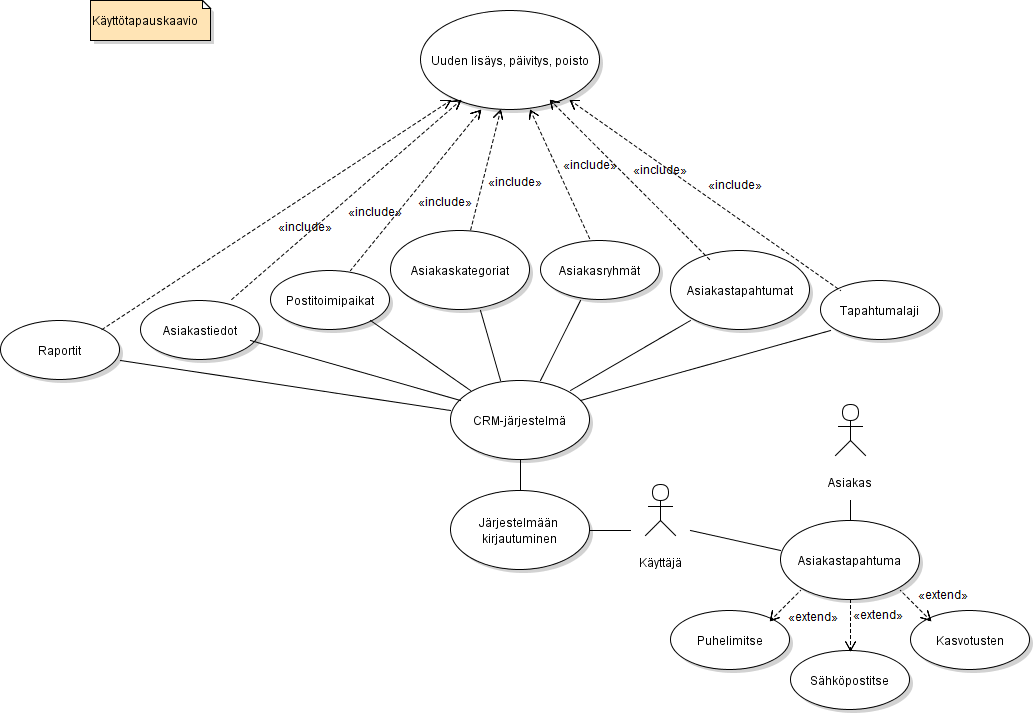 Käyttötapauskaavio
Uuden lisäys, päivitys, poisto
«include»
«include»
«include»
«include»
«include»
«include»
«include»
Asiakaskategoriat
Asiakasryhmät
Asiakastapahtumat
Postitoimipaikat
Tapahtumalaji
Asiakastiedot
Raportit
CRM-järjestelmä
Asiakas
Järjestelmään
kirjautuminen
Käyttäjä
Asiakastapahtuma
«extend»
«extend»
«extend»
Puhelimitse
Kasvotusten
Sähköpostitse